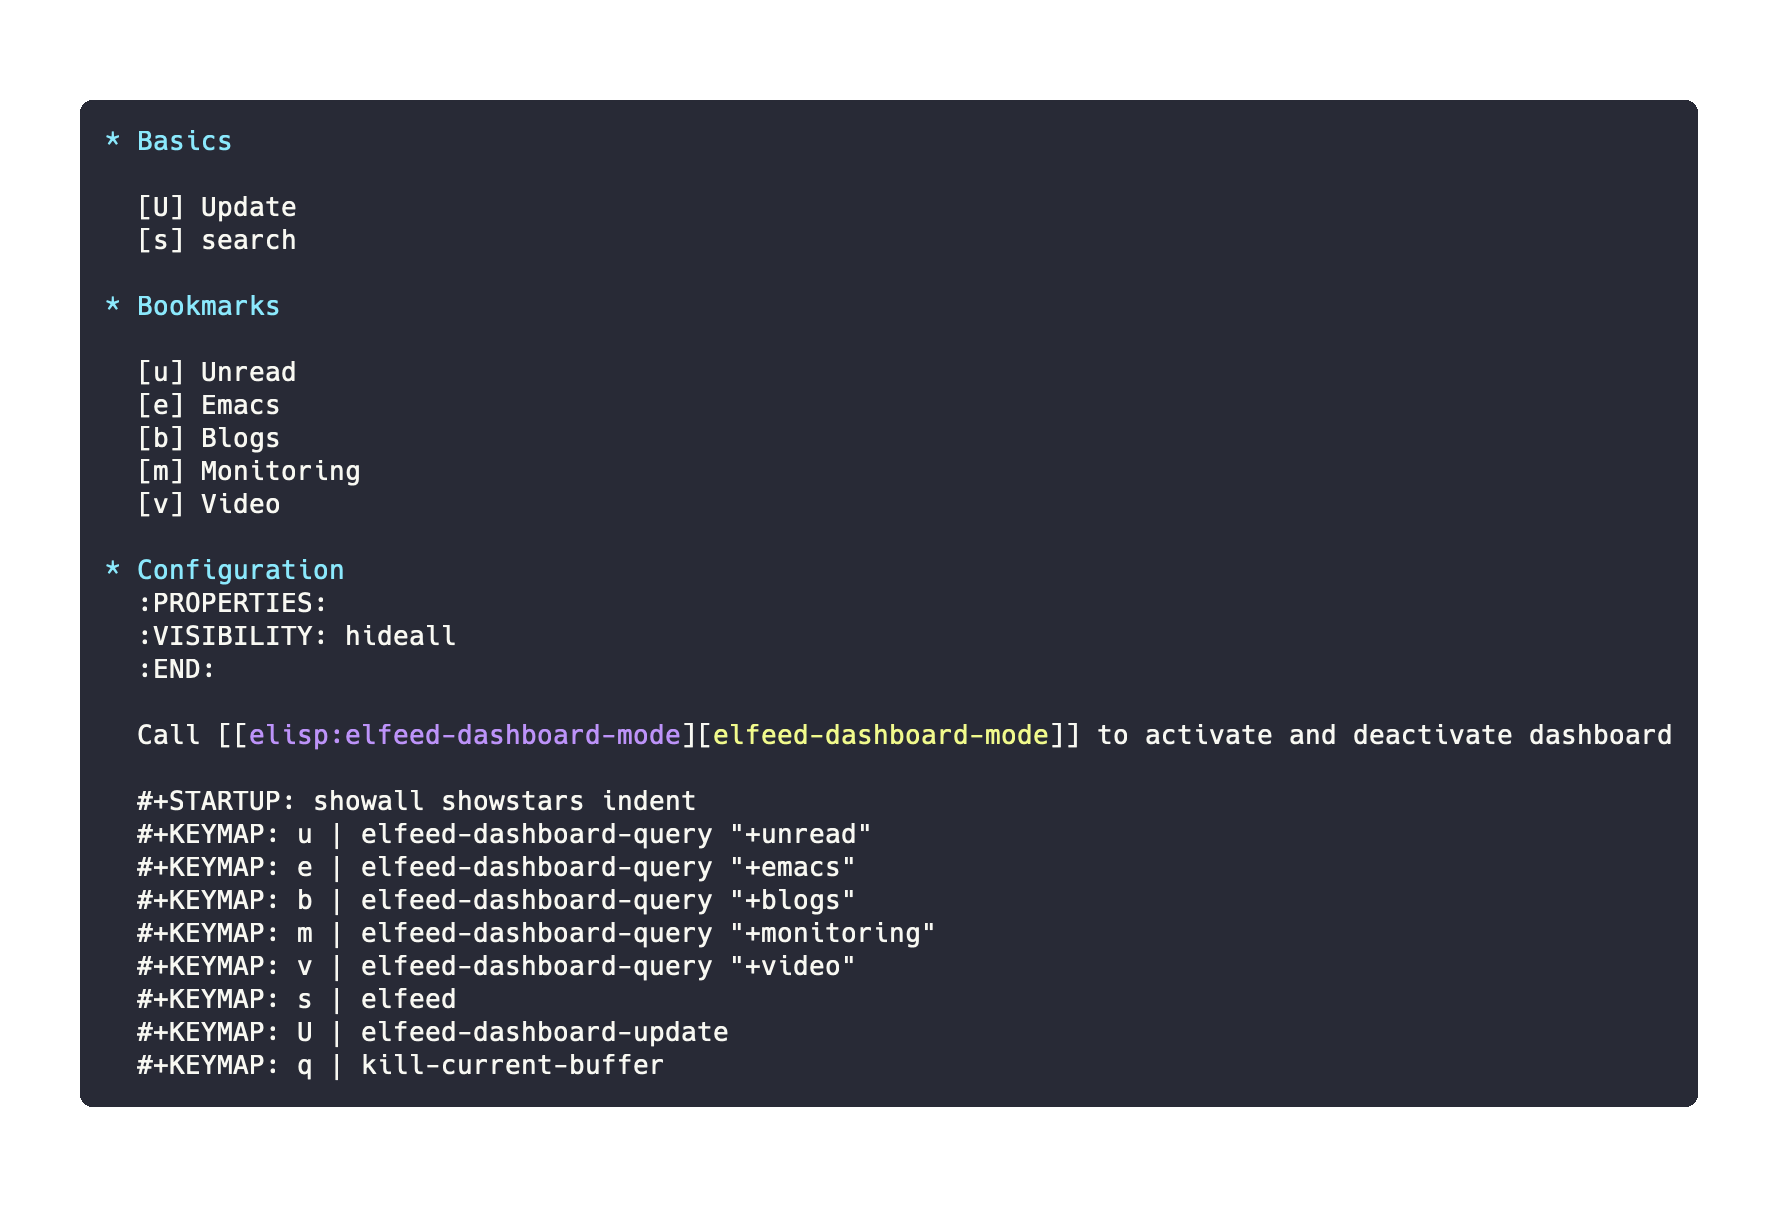 * Basics

  [U] Update
  [s] search

* Bookmarks

  [u] Unread
  [e] Emacs
  [b] Blogs
  [m] Monitoring
  [v] Video

* Configuration
  :PROPERTIES:
  :VISIBILITY: hideall
  :END:

  Call [[elisp:elfeed-dashboard-mode][elfeed-dashboard-mode]] to activate and deactivate dashboard

  #+STARTUP: showall showstars indent
  #+KEYMAP: u | elfeed-dashboard-query "+unread"
  #+KEYMAP: e | elfeed-dashboard-query "+emacs"
  #+KEYMAP: b | elfeed-dashboard-query "+blogs"
  #+KEYMAP: m | elfeed-dashboard-query "+monitoring"
  #+KEYMAP: v | elfeed-dashboard-query "+video"
  #+KEYMAP: s | elfeed
  #+KEYMAP: U | elfeed-dashboard-update
  #+KEYMAP: q | kill-current-buffer